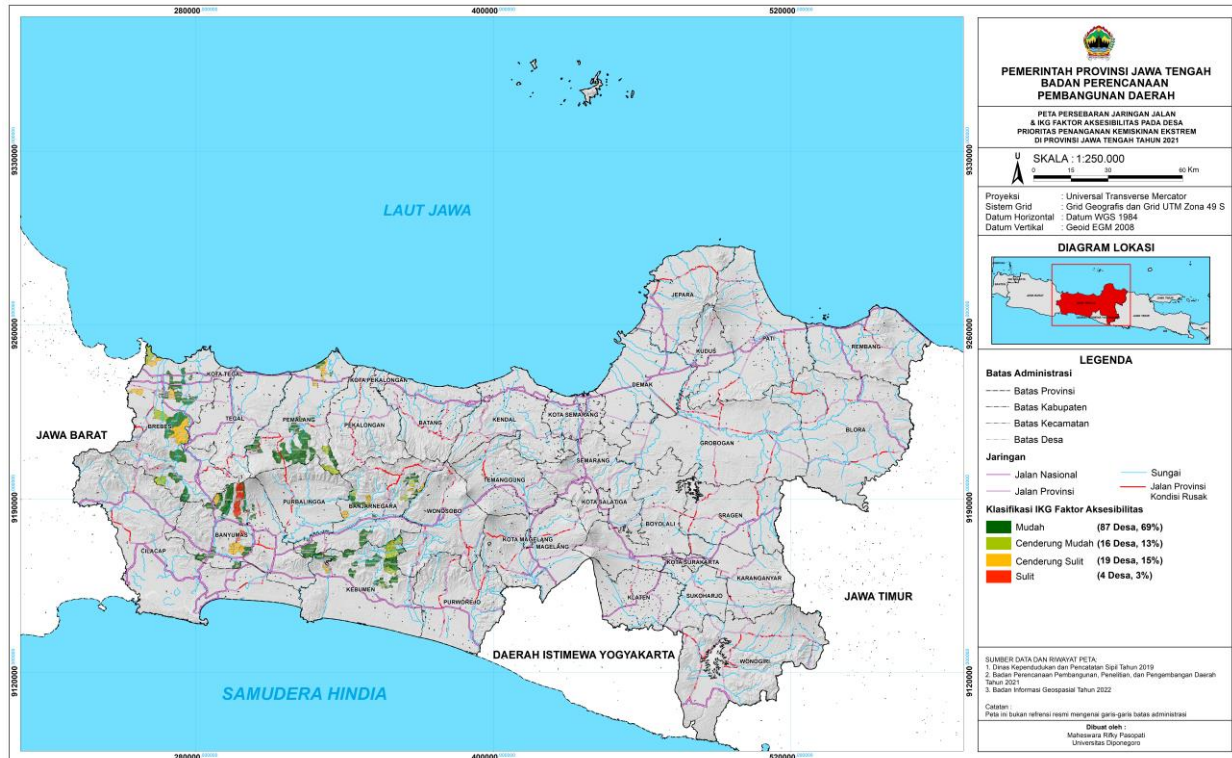 280000
400000
520000
9330000
9260000
9190000
9120000
LAUT JAWA
JEPARA
KUDUS
PATI
REMBANG
DEMAK
KOTA TEGAL
KOTA PEKALONGAN
TEGAL
PEMALANG
PEKALONGAN
BATANG
KENDAL
KOTA SEMARANG
BREBES
JAWA BARAT
GROBOGAN
BLORA
SEMARANG
TEMANGGUNG
KOTA SALATIGA
PURBALINGGA
BANJARNEGARA
WONOSOBO
BOYOLALI
SRAGEN
BANYUMAS
CILACAP
KOTA MAGELANG
MAGELANG
KOTA SURAKARTA
KARANGANYAR
KEBUMEN
PURWOREJO
KLATEN
SUKOHARJO
JAWA TIMUR
DAERAH ISTIMEWA YOGYAKARTA
WONOGIRI
SAMUDERA HINDIA
9330000
9260000
9190000
9120000
280000
400000
520000
PEMERINTAH PROVINSI JAWA TENGAH
BADAN PERENCANAAN
PEMBANGUNAN DAERAH
PETA PERSEBARAN JARINGAN JALAN
& IKG FAKTOR AKSESIBILITAS PADA DESA
PRIORITAS PENANGANAN KEMISKINAN EKSTREM
DI PROVINSI JAWA TENGAH TAHUN 2021
U
SKALA : 1:250.000
0 15 30 60 Km
Proyeksi : Universal Transverse Mercator
Sistem Grid : Grid Geografis dan Grid UTM Zona 49 S
Datum Horizontal : Datum WGS 1984
Datum Vertikal : Geoid EGM 2008
DIAGRAM LOKASI
LEGENDA
Batas Administrasi
Batas Provinsi
Batas Kabupaten
Batas Kecamatan
Batas Desa
Jaringan
Jalan Nasional
Sungai
Jalan Provinsi
Jalan Provinsi
Kondisi Rusak
Klasifikasi IKG Faktor Aksesibilitas
Mudah (87 Desa, 69%)
Cenderung Mudah (16 Desa, 13%)
Cenderung Sulit (19 Desa, 15%)
Sulit (4 Desa, 3%)
SUMBER DATA DAN RIWAYAT PETA:
1. Dinas Kependudukan dan Pencatatan Sipil Tahun 2019
2. Badan Perencanaan Pembangunan, Penelitian, dan Pengembangan Daerah
Tahun 2021
3. Badan Informasi Geospasial Tahun 2022
Catatan :
Peta ini bukan refrensi resmi mengenai garis-garis batas administrasi
Dibuat oleh :
Maheswara Rifky Pasopati
Universitas Diponegoro